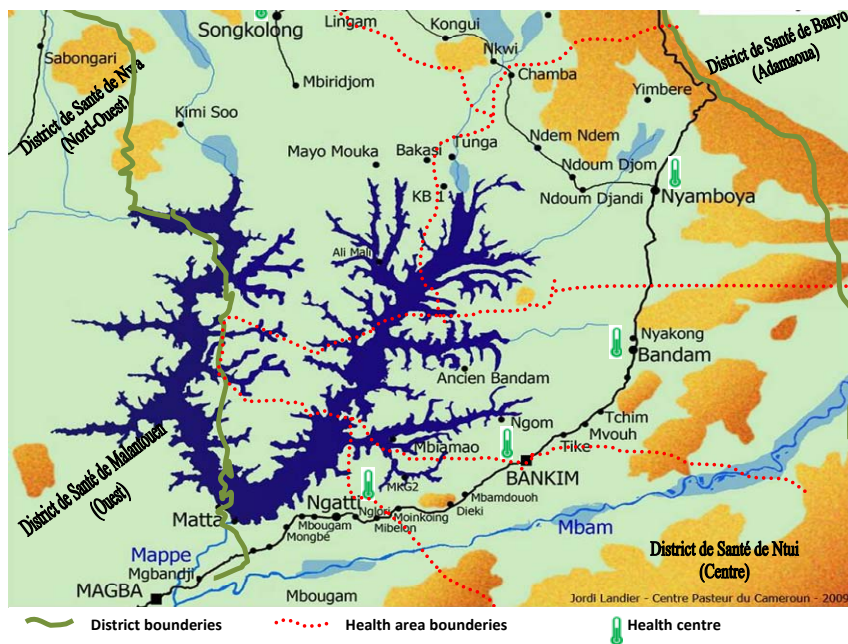 Songkolong
Lingam
Kongui
Nkwi
Chamba
Sabongari
Mbiridjom
Yimbere
District de Santé de Banyo
(Adamaoua)
District de Santé de Nwa
(Nord-Ouest)
Kimi Soo
Mayo Mouka
Bakasi
Tunga
Ndem Ndem
Ndoum Djom
KB 1
Ndoum Djandi
Nyamboya
Ali Mali
Nyakong
Bandam
Ancien Bandam
Ngom
Tchim
Mvouh
Tike
Mbiamao
BANKIM
District de Santé de Malantouen
(Ouest)
MKG2
Mbamdouoh
Dieki
Ngatti
Nglori
Moinkoing
Mibelon
Matta
Mbougam
Mongbé
Mbam
Mappe
Mgbandji
MAGBA
Mbougam
District de Santé de Ntui
(Centre)
Jordi Landier - Centre Pasteur du Cameroun - 2009
District bounderies
Health area bounderies
Health centre